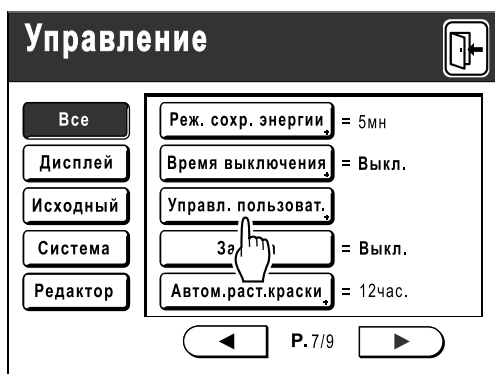 Управление
Все
Реж. сохр. энергии = 5мн
Дисплей
Время выключения = Выкл.
Исходный
Управл. пользоват.
Система
= Выкл.
Редактор
Автом.раст.краски = 12час.
◄ P. 7/9 ►